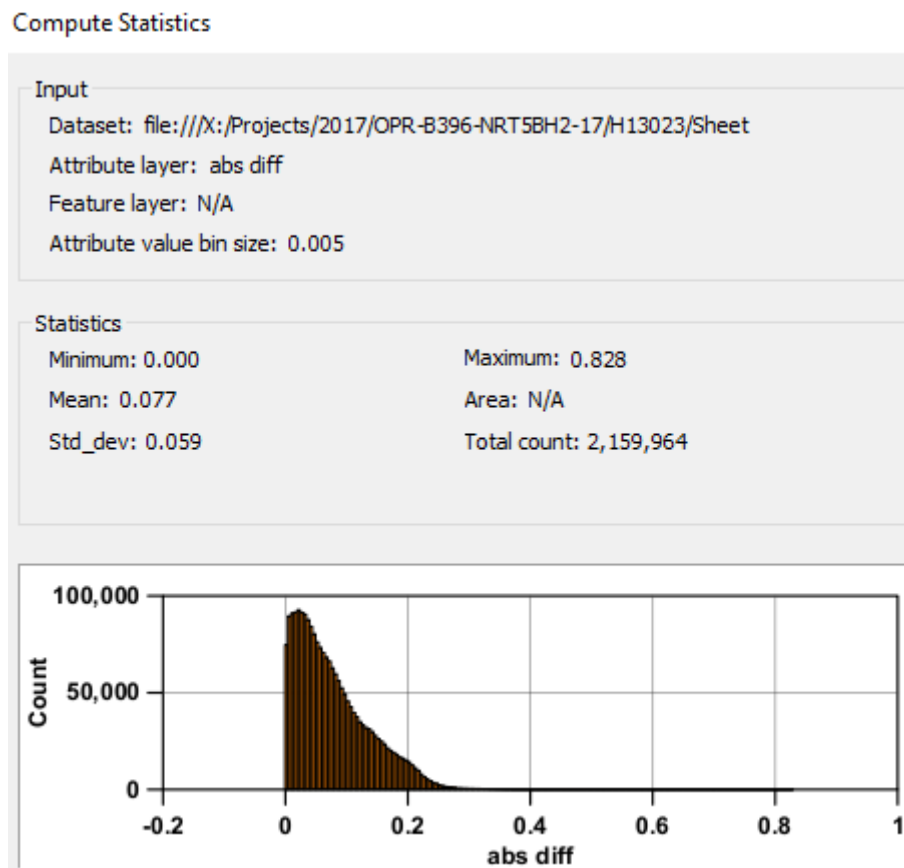 Compute Statistics
Input
Dataset: file:///X:/Projects/2017/OPR-B396-NRT5BH2-17/H13023/Sheet
Attribute layer: abs diff
Feature layer: N/A
Attribute value bin size: 0.005
Statistics
Minimum: 0.000 Maximum: 0.828
Mean: 0.077 Area: N/A
Std_dev: 0.059 Total count: 2,159,964
100,000
50,000
0
Count
-0.2 0 0.2 0.4 0.6 0.8 1
abs diff